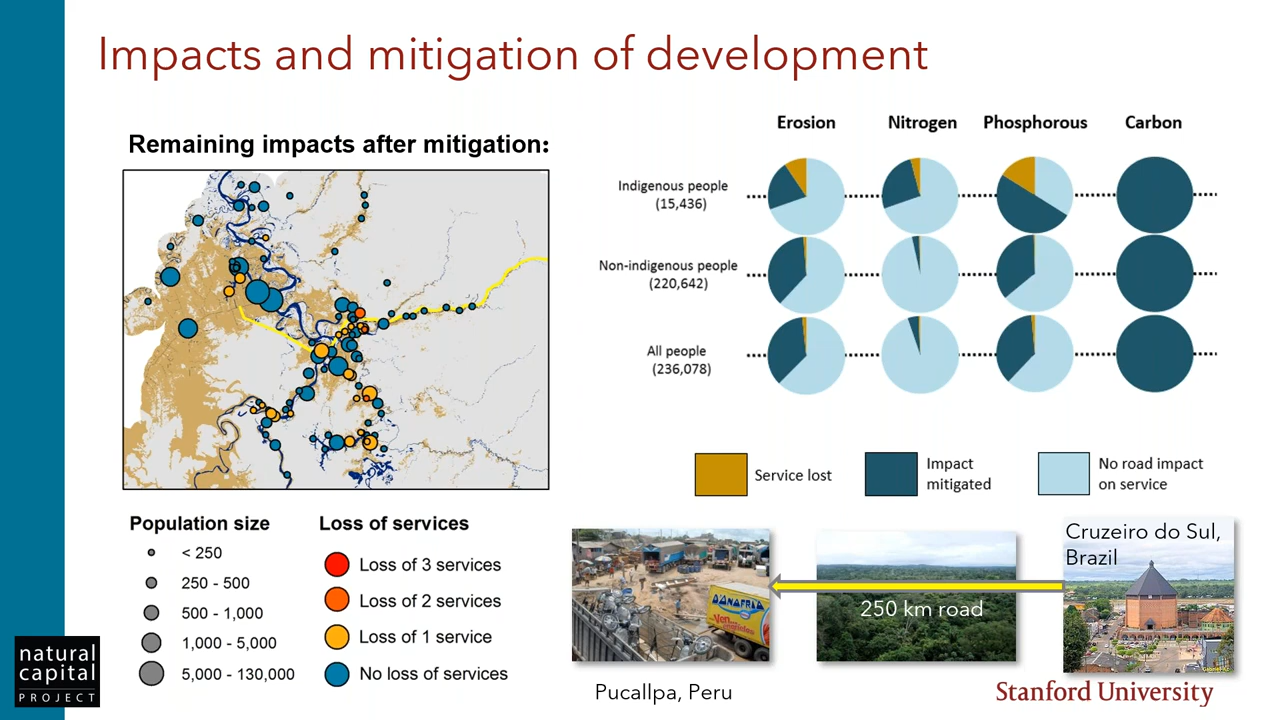 Impacts and mitigation of development
Remaining impacts after mitigation:
Erosion
Nitrogen
Phosphorous
Carbon
Indigenous people
(15,436)
Non-indigenous people
(220,642)
All people
(236,078)
Service lost
Impact
mitigated
No road impact
on service
Population size
< 250
250 - 500
500 - 1,000
1,000 - 5,000
5,000 - 130,000
Loss of services
Loss of 3 services
Loss of 2 services
Loss of 1 service
No loss of services
D'ONOFRIO
Pucallpa, Peru
250 km road
Cruzeiro do Sul,
Brazil
natural
capital
PROJECT
Stanford University